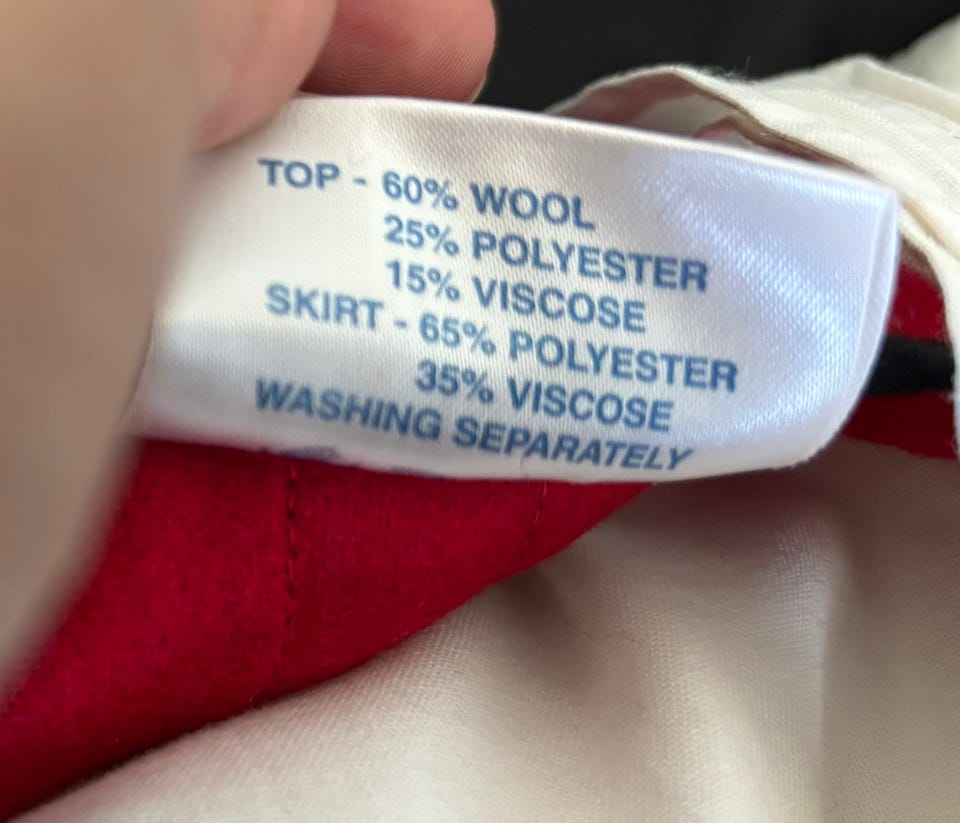 TOP - 60% WOOL
25% POLYESTER
15% VISCOSE
SKIRT - 65% POLYESTER
35% VISCOSE
WASHING SEPARATELY